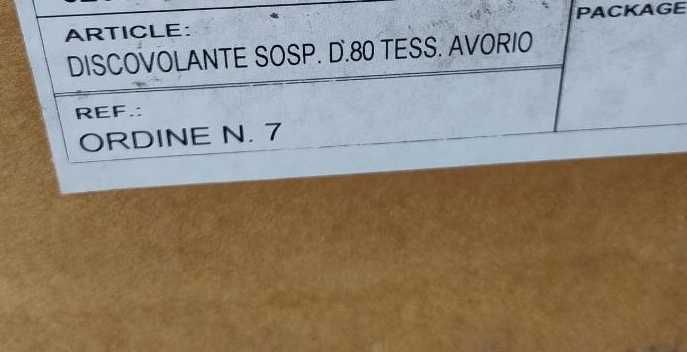 ARTICLE:
DISCOVOLANTE SOSP. D.80 TESS. AVORIO
PACKAGE
REF.:
ORDINE N. 7